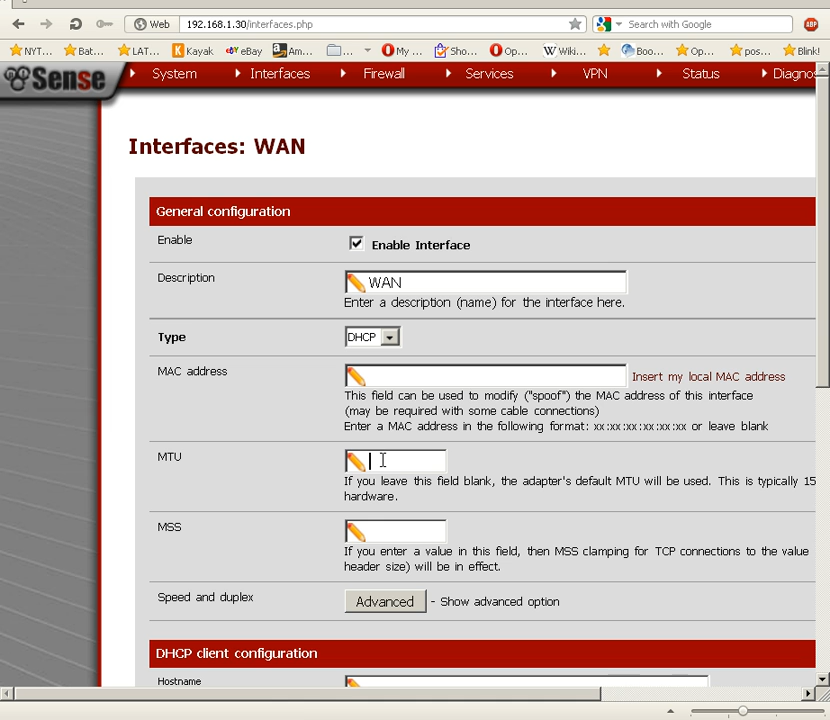 Web 192.168.1.30/interfaces.php Search with Google ABP
NYT... Bat... LAT... Kayak eBay Am... ... My ... Sho... Op... Wiki... Boo... Op... pos... Blink!
Sense System Interfaces Firewall Services VPN Status Diagnos
Interfaces: WAN
General configuration
Enable Enable Interface
Description WAN
Enter a description (name) for the interface here.
Type DHCP
MAC address Insert my local MAC address
This field can be used to modify ("spoof") the MAC address of this interface
(may be required with some cable connections)
Enter a MAC address in the following format: xx:xx:xx:xx:xx:xx or leave blank
MTU
If you leave this field blank, the adapter's default MTU will be used. This is typically 15
hardware.
MSS
If you enter a value in this field, then MSS clamping for TCP connections to the value
header size) will be in effect.
Speed and duplex Advanced - Show advanced option
DHCP client configuration
Hostname